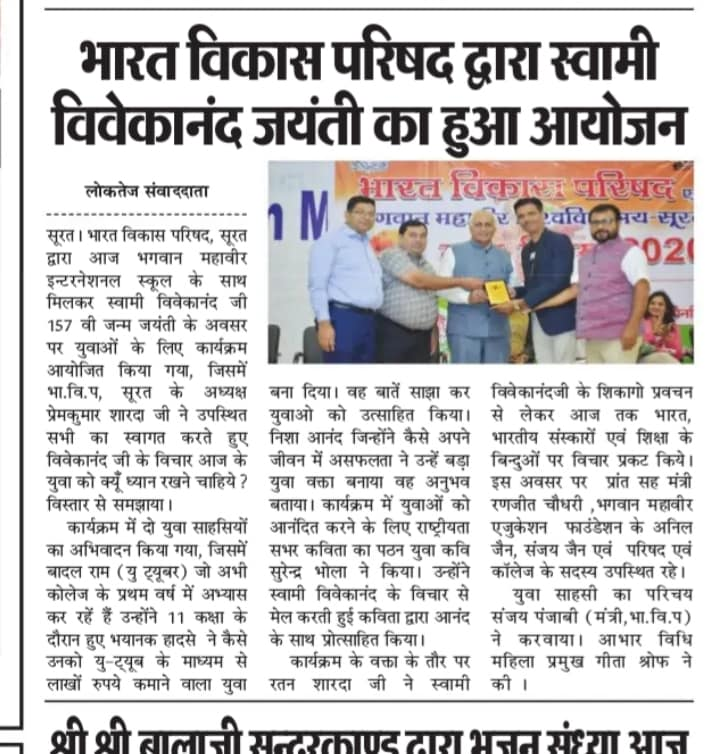 भारत विकास परिषद द्वारा स्वामी
विवेकानंद जयंती का हुआ आयोजन
लोकतेज संवाददाता
सूरत। भारत विकास परिषद, सूरत
द्वारा आज भगवान महावीर
इन्टरनेशनल स्कूल के साथ
मिलकर स्वामी विवेकानंद जी
157 वी जन्म जयंती के अवसर
पर युवाओं के लिए कार्यक्रम
आयोजित किया गया, जिसमें
भा.वि.प, सूरत के अध्यक्ष
प्रेमकुमार शारदा जी ने उपस्थित
सभी का स्वागत करते हुए
विवेकानंद जी के विचार आज के
युवा को क्यूँ ध्यान रखने चाहिये ?
विस्तार से समझाया।
कार्यक्रम में दो युवा साहसियों
का अभिवादन किया गया, जिसमें
बादल राम (यु ट्यूबर) जो अभी
कोलेज के प्रथम वर्ष में अभ्यास
कर रहें हैं उन्होंने 11 कक्षा के
दौरान हुए भयानक हादसे ने कैसे
उनको यु-ट्यूब के माध्यम से
लाखों रुपये कमाने वाला युवा
भारत विकास परिषद
n M
2020
बना दिया। वह बातें साझा कर
युवाओ को उत्साहित किया।
निशा आनंद जिन्होंने कैसे अपने
जीवन में असफलता ने उन्हें बड़ा
युवा वक्ता बनाया वह अनुभव
बताया। कार्यक्रम में युवाओं को
आनंदित करने के लिए राष्ट्रीयता
सभर कविता का पठन युवा कवि
सुरेन्द्र भोला ने किया। उन्होंने
स्वामी विवेकानंद के विचार से
मेल करती हुई कविता द्वारा आनंद
के साथ प्रोत्साहित किया।
कार्यक्रम के वक्ता के तौर पर
रतन शारदा जी ने स्वामी
विवेकानंदजी के शिकागो प्रवचन
से लेकर आज तक भारत,
भारतीय संस्कारों एवं शिक्षा के
बिन्दुओं पर विचार प्रकट किये।
इस अवसर पर प्रांत सह मंत्री
रणजीत चौधरी ,भगवान महावीर
एजुकेशन फाउंडेशन के अनिल
जैन, संजय जैन एवं परिषद एवं
कॉलेज के सदस्य उपस्थित रहे।
युवा साहसी का परिचय
संजय पंजाबी (मंत्री,भा.वि.प)
ने करवाया। आभार विधि
महिला प्रमुख गीता श्रोफ ने
की ।
श्री श्री बालाजी सुन्दरकाण्ड द्वारा भजन संध्या आज